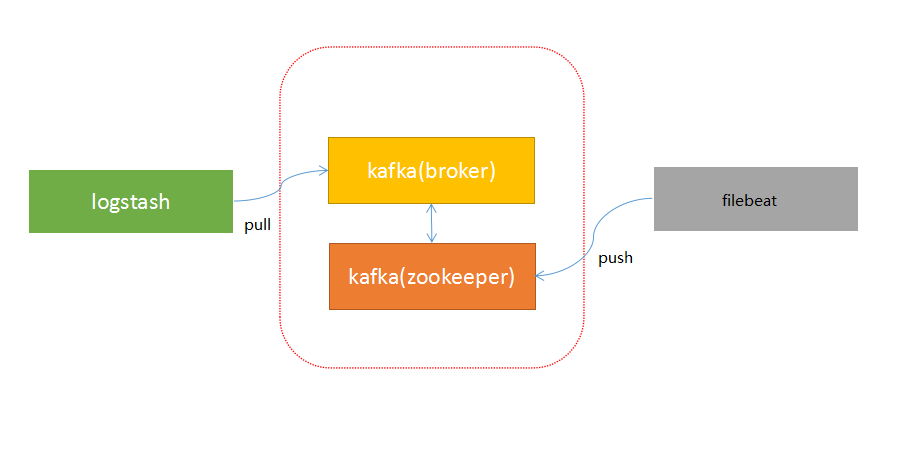 kafka(broker)
logstash
filebeat
pull
push
kafka(zookeeper)